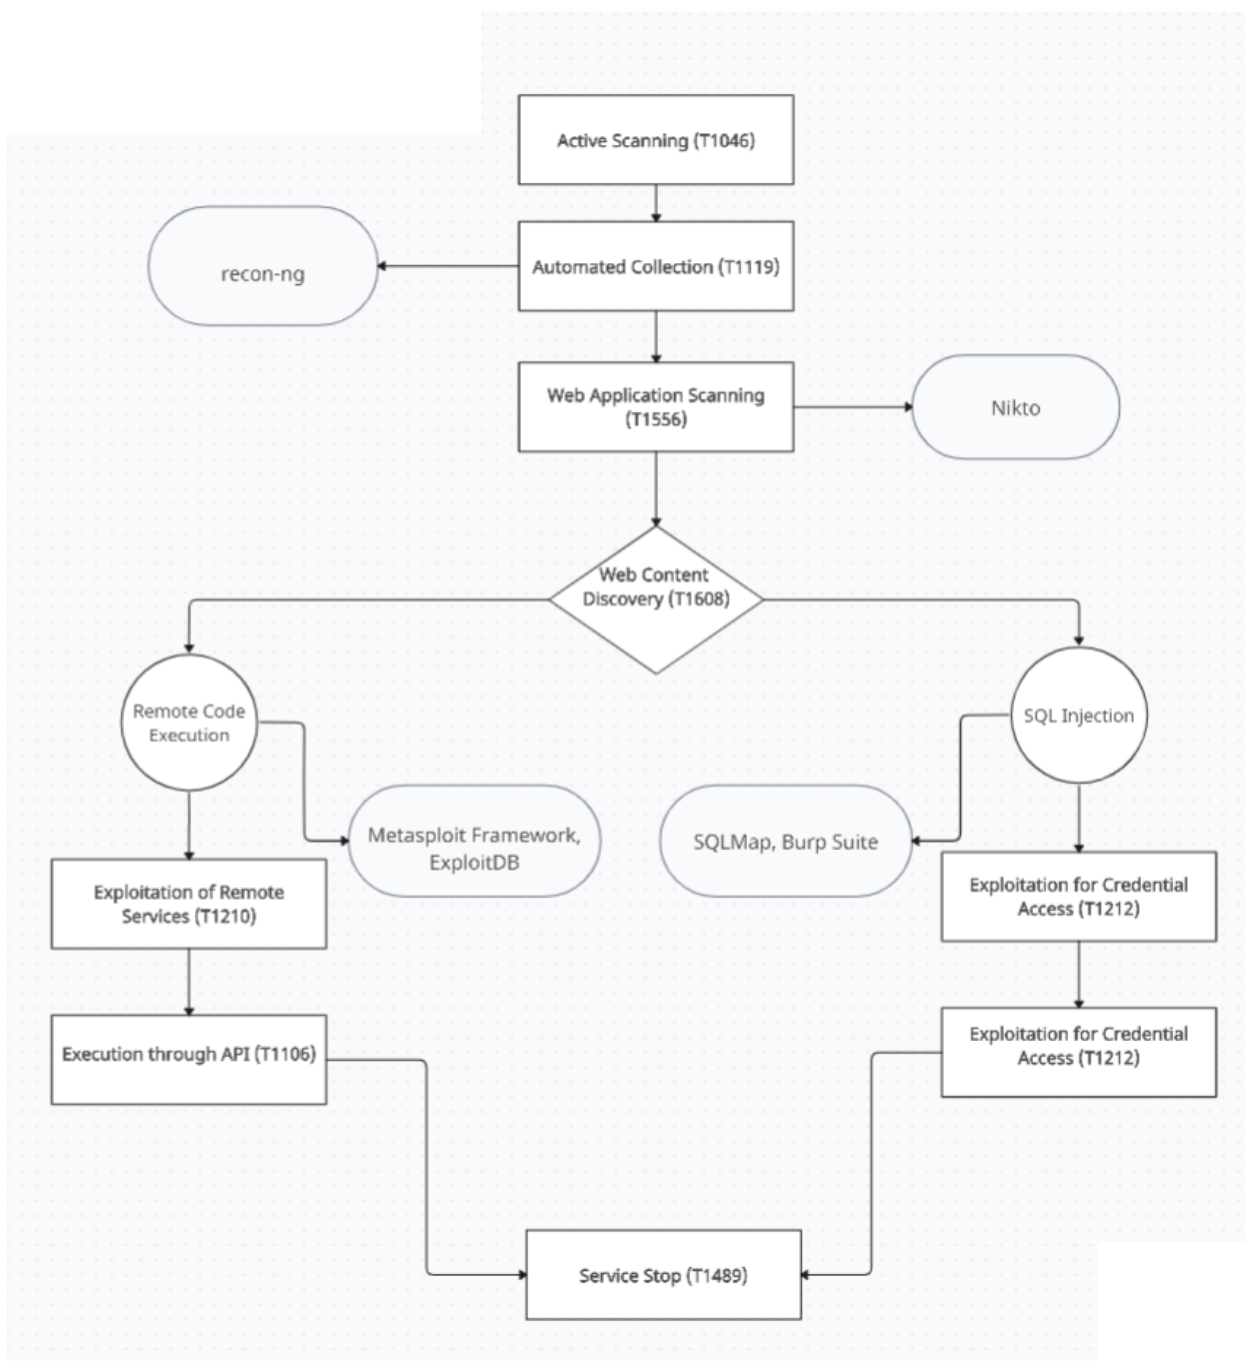 Active Scanning (T1046)
recon-ng
Automated Collection (T1119)
Web Application Scanning
(T1556)
Nikto
Web Content
Discovery (T1608)
Remote Code
Execution
SQL Injection
Metasploit Framework,
ExploitDB
SQLMap, Burp Suite
Exploitation of Remote
Services (T1210)
Exploitation for Credential
Access (T1212)
Execution through API (T1106)
Exploitation for Credential
Access (T1212)
Service Stop (T1489)